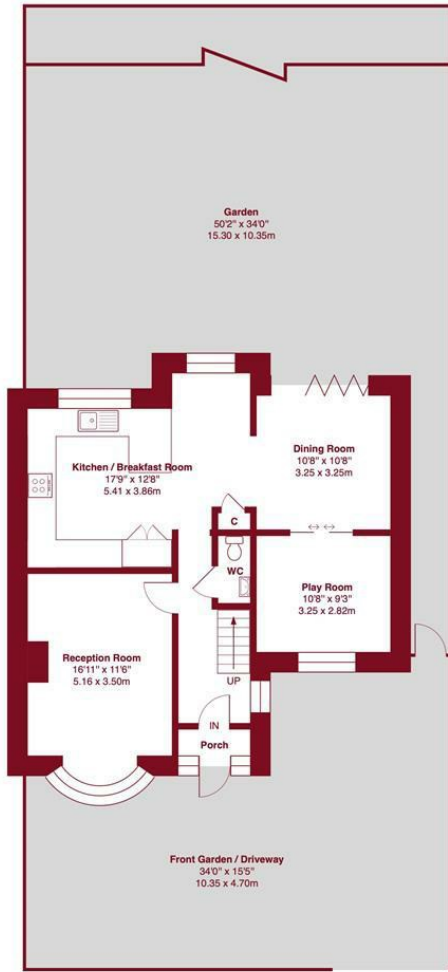 Garden
50'2" x 34'0"
15.30 x 10.35m
Kitchen / Breakfast Room
17'9" x 12'8"
5.41 x 3.86m
Dining Room
10'8" x 10'8"
3.25 x 3.25m
C
WC
Play Room
10'8" x 9'3"
3.25 x 2.82m
Reception Room
16'11" x 11'6"
5.16 x 3.50m
UP
IN
Porch
Front Garden / Driveway
34'0" x 15'5"
10.35 x 4.70m